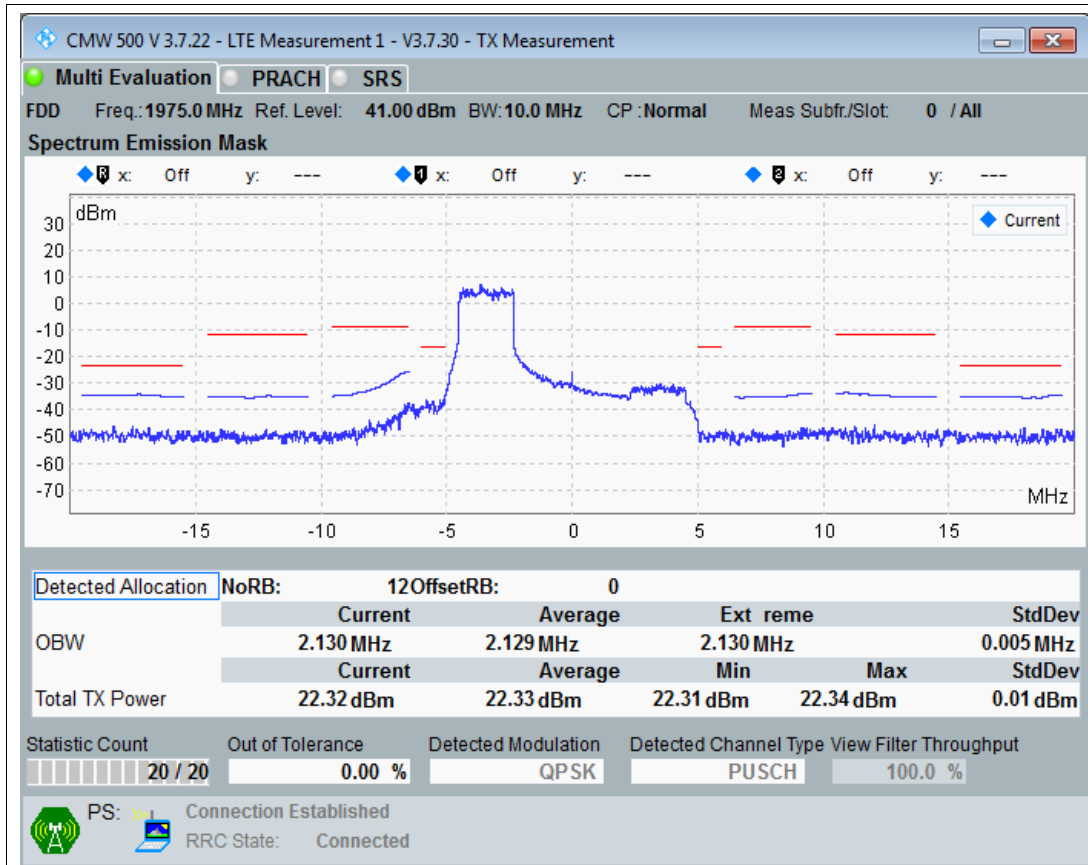 CMW 500 V 3.7.22 - LTE Measurement 1 - V3.7.30 - TX Measurement
Multi Evaluation PRACH SRS
FDD Freq.: 1975.0 MHz Ref. Level: 41.00 dBm BW: 10.0 MHz CP : Normal Meas Subfr./Slot: 0 / All
Spectrum Emission Mask
R x: Off y: --- 1 x: Off y: --- 2 x: Off y: ---
dBm
Current
30
20
10
0
-10
-20
-30
-40
-50
-60
-70
MHz
-15 -10 -5 0 5 10 15
Detected Allocation NoRB: 12 OffsetRB: 0
Current Average Ext reme StdDev
OBW 2.130 MHz 2.129 MHz 2.130 MHz 0.005 MHz
Current Average Min Max StdDev
Total TX Power 22.32 dBm 22.33 dBm 22.31 dBm 22.34 dBm 0.01 dBm
Statistic Count Out of Tolerance Detected Modulation Detected Channel Type View Filter Throughput
20 / 20 0.00 % QPSK PUSCH 100.0 %
PS: Connection Established
RRC State: Connected